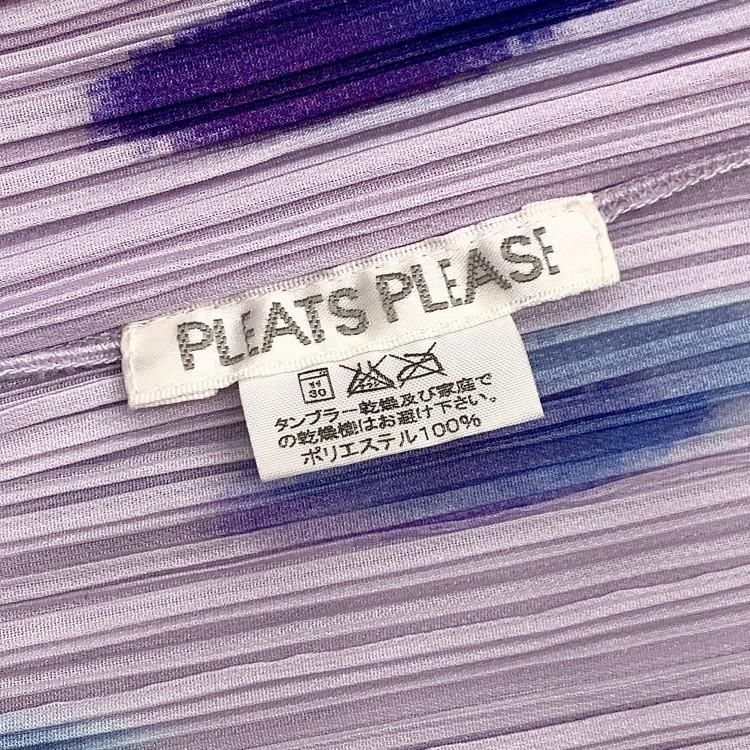 PLEATS PLEASE
11
30
タンブラー乾燥及び家庭で
の乾燥機はお避け下さい。
ポリエステル100%